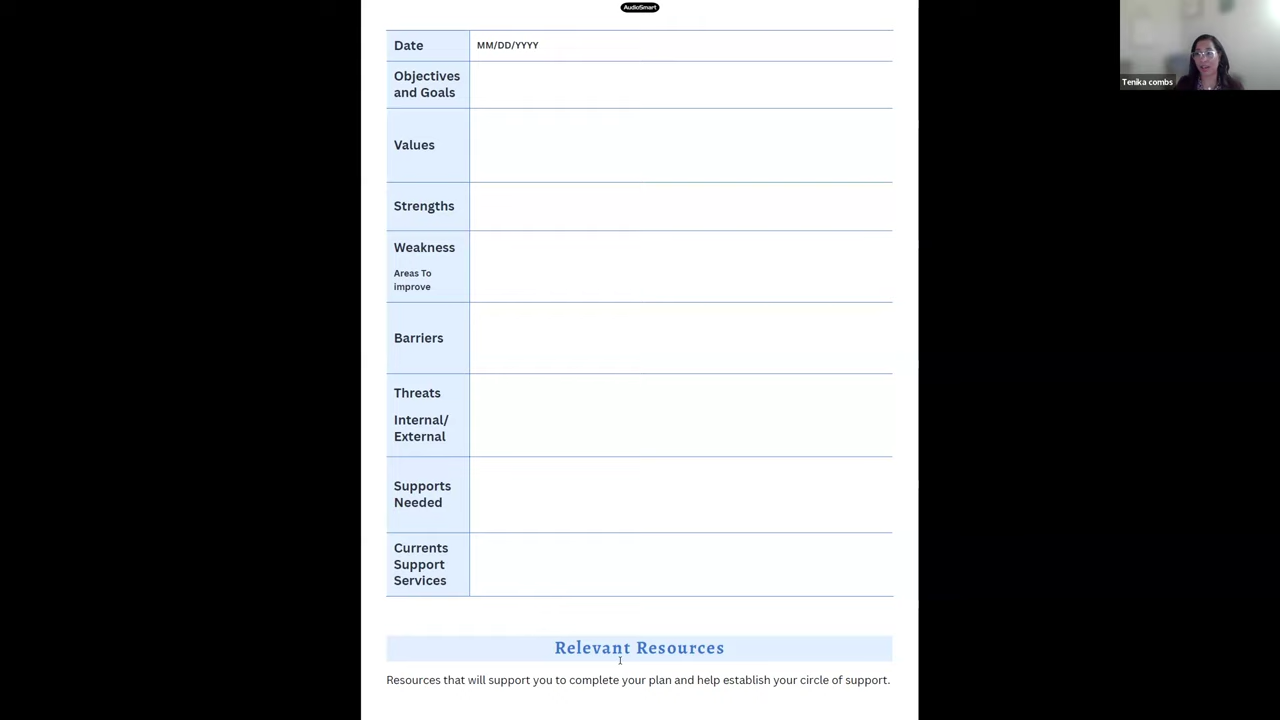 AudioSmart
Tenika combs
Date
MM/DD/YYYY
Objectives
and Goals
Values
Strengths
Weakness
Areas To
improve
Barriers
Threats
Internal/
External
Supports
Needed
Currents
Support
Services
Relevant Resources
Resources that will support you to complete your plan and help establish your circle of support.